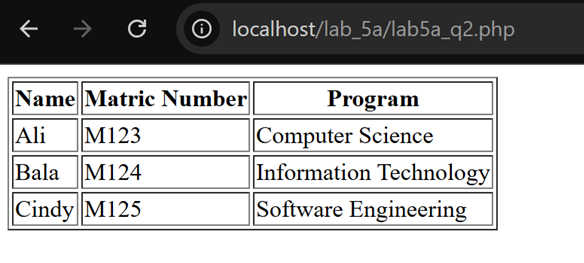 localhost/lab_5a/lab5a_q2.php
Name Matric Number Program
Ali M123 Computer Science
Bala M124 Information Technology
Cindy M125 Software Engineering